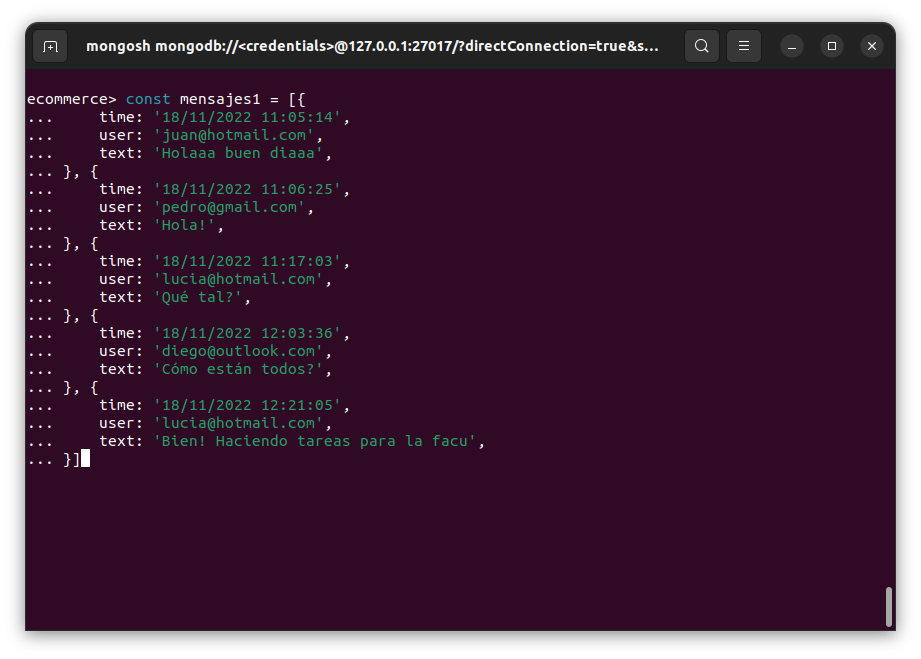 mongosh mongodb://<credentials>@127.0.0.1:27017/?directConnection=true&s...
ecommerce> const mensajes1 = [{
...     time: '18/11/2022 11:05:14',
...     user: 'juan@hotmail.com',
...     text: 'Holaaa buen diaaa',
... }, {
...     time: '18/11/2022 11:06:25',
...     user: 'pedro@gmail.com',
...     text: 'Hola!',
... }, {
...     time: '18/11/2022 11:17:03',
...     user: 'lucia@hotmail.com',
...     text: 'Qué tal?',
... }, {
...     time: '18/11/2022 12:03:36',
...     user: 'diego@outlook.com',
...     text: 'Cómo están todos?',
... }, {
...     time: '18/11/2022 12:21:05',
...     user: 'lucia@hotmail.com',
...     text: 'Bien! Haciendo tareas para la facu',
... }]